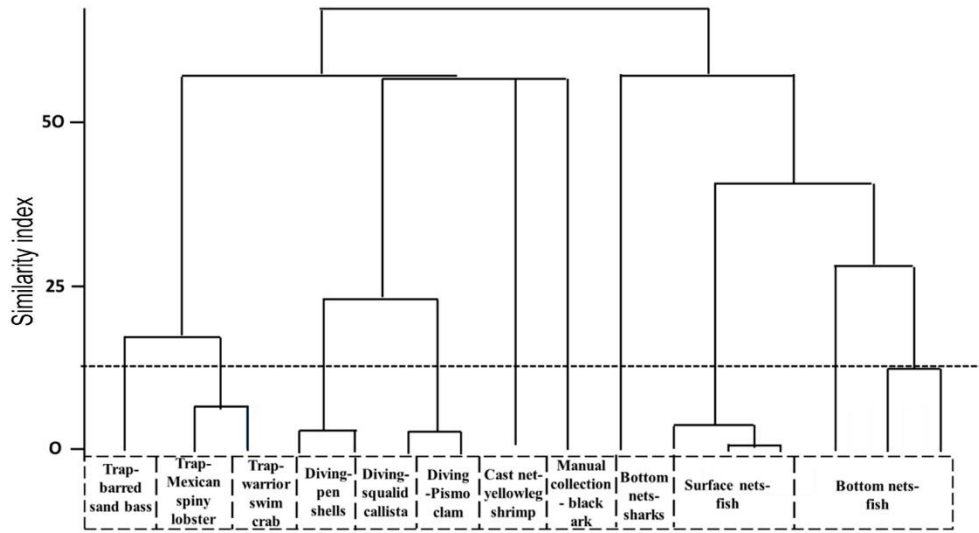 50
25
0
Similarity index
Trap-
barred
sand bass
Trap-
Mexican
spiny
lobster
Trap-
warrior
swim
crab
Diving-
pen
shells
Diving-
squalid
callista
Diving
-Pismo
clam
Cast net-
yellowleg
shrimp
Manual
collection
- black
ark
Bottom
nets-
sharks
Surface nets-
fish
Bottom nets-
fish